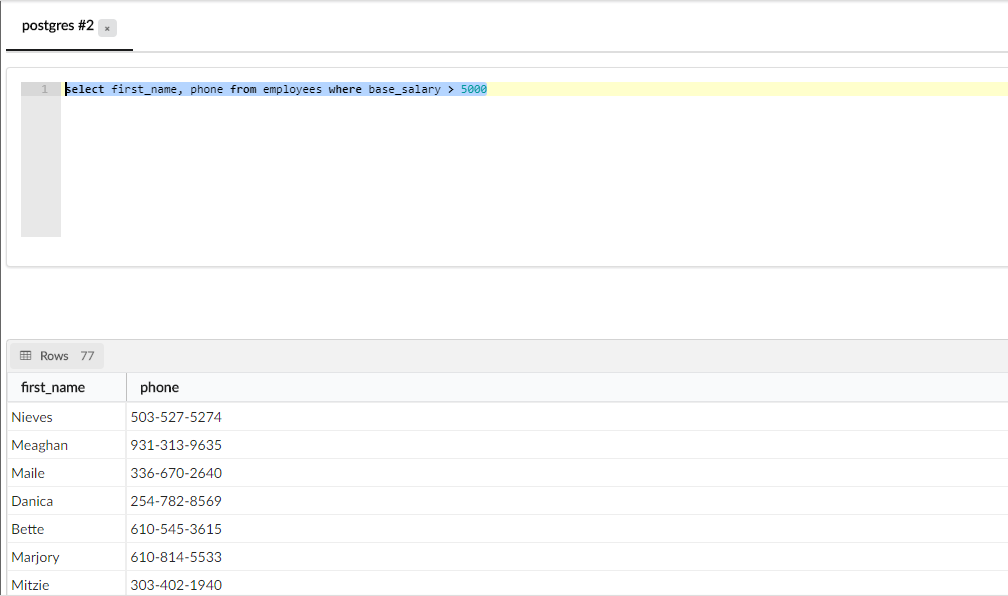 postgres #2 ×
1 select first_name, phone from employees where base_salary > 5000
Rows 77
first_name phone
Nieves 503-527-5274
Meaghan 931-313-9635
Maile 336-670-2640
Danica 254-782-8569
Bette 610-545-3615
Marjory 610-814-5533
Mitzie 303-402-1940